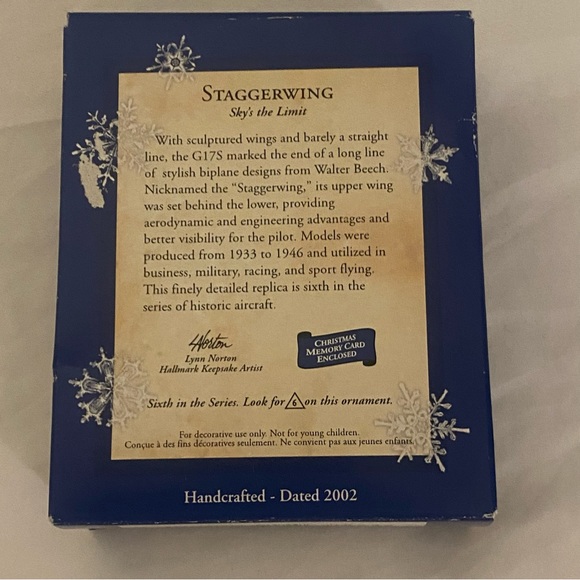 STAGGERWING
Sky's the Limit
With sculptured wings and barely a straight
line, the G17S marked the end of a long line
of stylish biplane designs from Walter Beech.
Nicknamed the “Staggerwing,” its upper wing
was set behind the lower, providing
aerodynamic and engineering advantages and
better visibility for the pilot. Models were
produced from 1933 to 1946 and utilized in
business, military, racing, and sport flying.
This finely detailed replica is sixth in the
series of historic aircraft.
LNorton
Lynn Norton
Hallmark Keepsake Artist
CHRISTMAS
MEMORY CARD
ENCLOSED
Sixth in the Series. Look for 6 on this ornament.
For decorative use only. Not for young children.
Conçue à des fins décoratives seulement. Ne convient pas aux jeunes enfants.
Handcrafted - Dated 2002